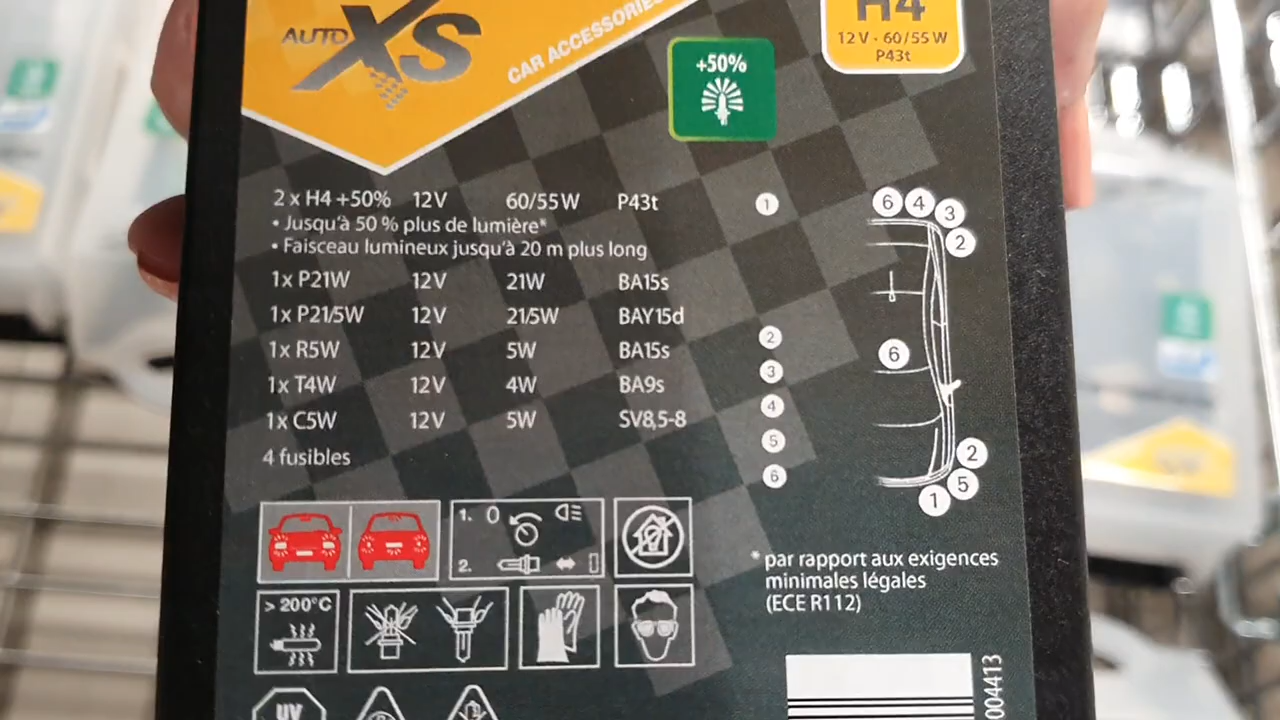 AUTO XS
CAR ACCESSORIES
H4
12 V · 60/55 W
P43t
+50%
2 x H4 +50% 12V 60/55W P43t 1
• Jusqu'à 50 % plus de lumière*
• Faisceau lumineux jusqu'à 20 m plus long
1x P21W 12V 21W BA15s
1x P21/5W 12V 21/5W BAY15d 2
1x R5W 12V 5W BA15s 3
1x T4W 12V 4W BA9s 4
1x C5W 12V 5W SV8,5-8 5
4 fusibles 6
6 4 3
2
6
2
5
1
1. 0
2.
> 200°C
* par rapport aux exigences
minimales légales
(ECE R112)
UV
004413